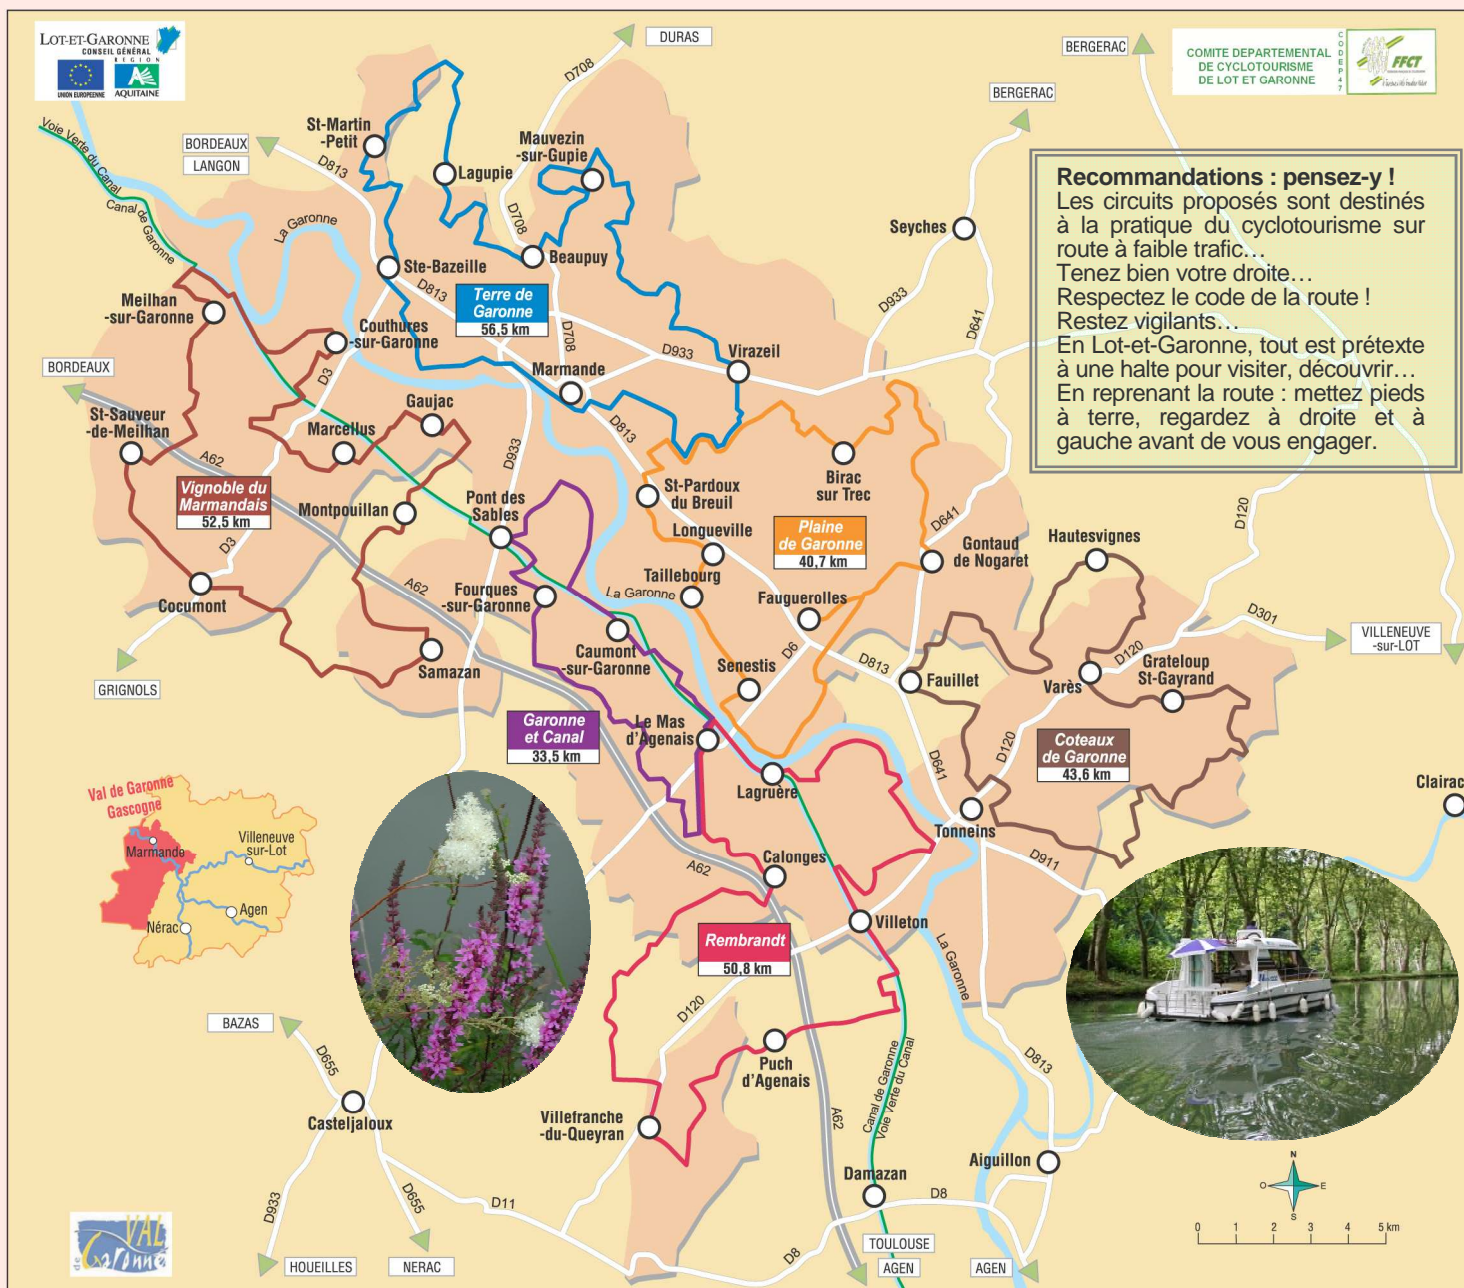 LOT-ET-GARONNE
CONSEIL GÉNÉRAL
RÉGION
UNION EUROPEENNE
AQUITAINE
DURAS
BERGERAC
COMITE DEPARTEMENTAL
DE CYCLOTOURISME
DE LOT ET GARONNE
CODEP47
FFCT
D708
BERGERAC
Voie Verte du Canal
Canal de Garonne
BORDEAUX
LANGON
D813
St-Martin
-Petit
Lagupie
Mauvezin
-sur-Gupie
D708
La Garonne
Ste-Bazeille
D813
Beaupuy
Seyches
D933
D641
Recommandations : pensez-y !
Les circuits proposés sont destinés
à la pratique du cyclotourisme sur
route à faible trafic…
Tenez bien votre droite…
Respectez le code de la route !
Restez vigilants…
En Lot-et-Garonne, tout est prétexte
à une halte pour visiter, découvrir…
En reprenant la route : mettez pieds
à terre, regardez à droite et à
gauche avant de vous engager.
Meilhan
-sur-Garonne
Couthures
-sur-Garonne
Terre de
Garonne
56,5 km
D708
D933
Virazeil
Marmande
BORDEAUX
D3
Gaujac
D813
St-Sauveur
-de-Meilhan
Marcellus
A62
D933
Birac
sur Trec
Vignoble du
Marmandais
52,5 km
Montpouillan
Pont des
Sables
St-Pardoux
du Breuil
Longueville
Plaine
de Garonne
40,7 km
D641
Gontaud
de Nogaret
Hautesvignes
D120
D3
Cocumont
A62
Fourques
-sur-Garonne
La Garonne
Taillebourg
Fauguerolles
D6
D813
D301
VILLENEUVE
-sur-LOT
GRIGNOLS
Samazan
Caumont
-sur-Garonne
Senestis
Fauillet
Varès
D120
Grateloup
St-Gayrand
Garonne
et Canal
33,5 km
Le Mas
d'Agenais
Lagruère
D641
D120
Coteaux
de Garonne
43,6 km
Clairac
Tonneins
D911
Val de Garonne
Gascogne
Marmande
Villeneuve
sur-Lot
Agen
Nérac
A62
Calonges
Villeton
Rembrandt
50,8 km
La Garonne
D120
BAZAS
D655
Puch
d'Agenais
Canal de Garonne
Voie Verte du Canal
D813
Casteljaloux
Villefranche
-du-Queyran
A62
Aiguillon
D933
D655
D11
Damazan
D8
D8
N
O
E
S
0 1 2 3 4 5 km
VAL
de Garonne
HOUEILLES
NERAC
TOULOUSE
AGEN
AGEN